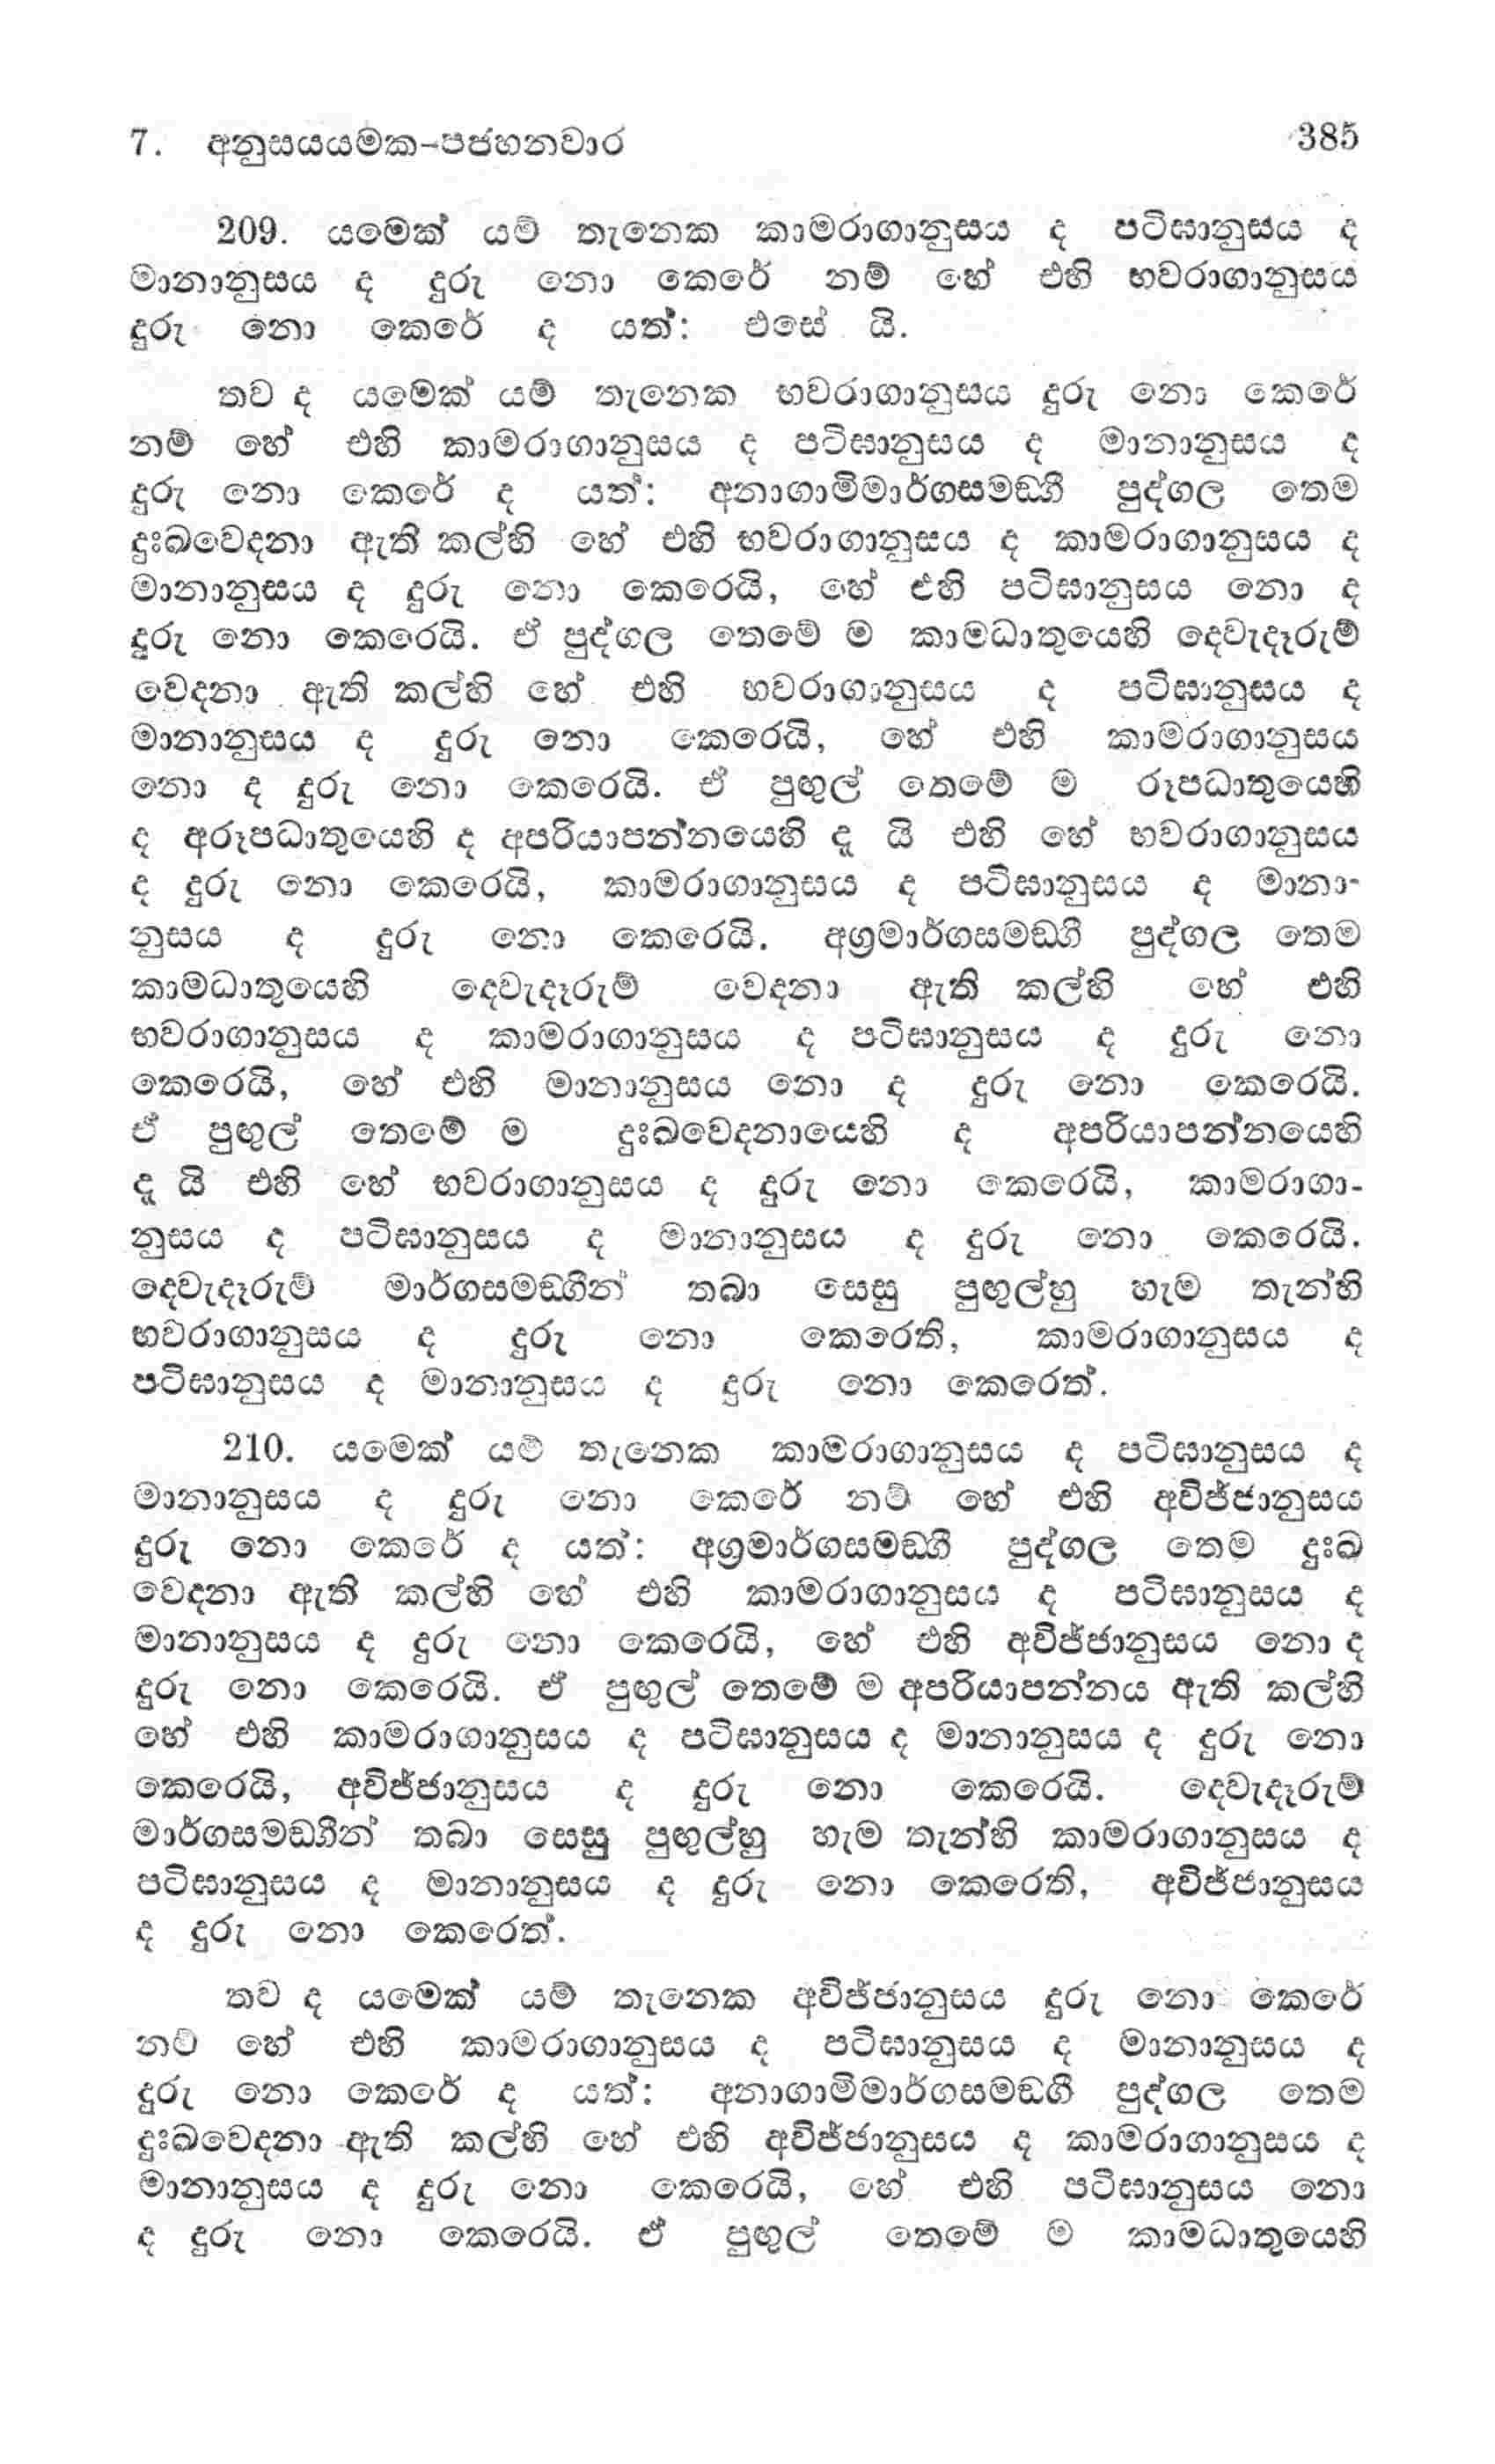 7. අනුසයයමක-පජහනවාර 385
209. යමෙක් යම් තැනෙක කාමරාගානුසය ද පටිඝානුසය ද
මානානුසය ද දුරු නො කෙරේ නම් හේ එහි භවරාගානුසය
දුරු නො කෙරේ ද යත්: එසේ යි.
තව ද යමෙක් යම් තැනෙක භවරාගානුසය දුරු නො කෙරේ
නම් හේ එහි කාමරාගානුසය ද පටිඝානුසය ද මානානුසය ද
දුරු නො කෙරේ ද යත්: අනාගාමිමාර්ගසමඞ්ගී පුද්ගල තෙම
දුඃඛවෙදනා ඇති කල්හි හේ එහි භවරාගානුසය ද කාමරාගානුසය ද
මානානුසය ද දුරු නො කෙරෙයි, හේ එහි පටිඝානුසය නො ද
දුරු නො කෙරෙයි. ඒ පුද්ගල තෙමේ ම කාමධාතුයෙහි දෙවැදෑරුම්
වෙදනා ඇති කල්හි හේ එහි භවරාගානුසය ද පටිඝානුසය ද
මානානුසය ද දුරු නො කෙරෙයි, හේ එහි කාමරාගානුසය
නො ද දුරු නො කෙරෙයි. ඒ පුඟුල් තෙමේ ම රූපධාතුයෙහි
ද අරූපධාතුයෙහි ද අපරියාපන්නයෙහි දැ යි එහි හේ භවරාගානුසය
ද දුරු නො කෙරෙයි, කාමරාගානුසය ද පටිඝානුසය ද මානා-
නුසය ද දුරු නො කෙරෙයි. අග්‍රමාර්ගසමඞ්ගී පුද්ගල තෙම
කාමධාතුයෙහි දෙවැදෑරුම් වෙදනා ඇති කල්හි හේ එහි
භවරාගානුසය ද කාමරාගානුසය ද පටිඝානුසය ද දුරු නො
කෙරෙයි, හේ එහි මානානුසය නො ද දුරු නො කෙරෙයි.
ඒ පුඟුල් තෙමේ ම දුඃඛවෙදනායෙහි ද අපරියාපන්නයෙහි
දැ යි එහි හේ භවරාගානුසය ද දුරු නො කෙරෙයි, කාමරාගා-
නුසය ද පටිඝානුසය ද මානානුසය ද දුරු නො කෙරෙයි.
දෙවැදෑරුම් මාර්ගසමඞ්ගීන් තබා සෙසු පුඟුල්හු හැම තැන්හි
භවරාගානුසය ද දුරු නො කෙරෙති, කාමරාගානුසය ද
පටිඝානුසය ද මානානුසය ද දුරු නො කෙරෙත්.
210. යමෙක් යම් තැනෙක කාමරාගානුසය ද පටිඝානුසය ද
මානානුසය ද දුරු නො කෙරේ නම් හේ එහි අවිජ්ජානුසය
දුරු නො කෙරේ ද යත්: අග්‍රමාර්ගසමඞ්ගී පුද්ගල තෙම දුඃඛ
වෙදනා ඇති කල්හි හේ එහි කාමරාගානුසය ද පටිඝානුසය ද
මානානුසය ද දුරු නො කෙරෙයි, හේ එහි අවිජ්ජානුසය නො ද
දුරු නො කෙරෙයි. ඒ පුඟුල් තෙමේ ම අපරියාපන්නය ඇති කල්හි
හේ එහි කාමරාගානුසය ද පටිඝානුසය ද මානානුසය ද දුරු නො
කෙරෙයි, අවිජ්ජානුසය ද දුරු නො කෙරෙයි. දෙවැදෑරුම්
මාර්ගසමඞ්ගීන් තබා සෙසු පුඟුල්හු හැම තැන්හි කාමරාගානුසය ද
පටිඝානුසය ද මානානුසය ද දුරු නො කෙරෙති, අවිජ්ජානුසය
ද දුරු නො කෙරෙත්.
තව ද යමෙක් යම් තැනෙක අවිජ්ජානුසය දුරු නො කෙරේ
නම් හේ එහි කාමරාගානුසය ද පටිඝානුසය ද මානානුසය ද
දුරු නො කෙරේ ද යත්: අනාගාමිමාර්ගසමඞ්ගී පුද්ගල තෙම
දුඃඛවෙදනා ඇති කල්හි හේ එහි අවිජ්ජානුසය ද කාමරාගානුසය ද
මානානුසය ද දුරු නො කෙරෙයි, හේ එහි පටිඝානුසය නො
ද දුරු නො කෙරෙයි. ඒ පුඟුල් තෙමේ ම කාමධාතුයෙහි